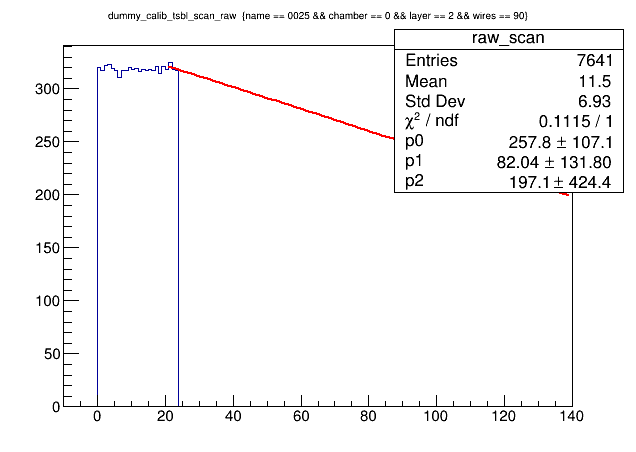 dummy_calib_tsbl_scan_raw {name == 0025 && chamber == 0 && layer == 2 && wires == 90}
raw_scan
Entries 7641
Mean 11.5
Std Dev 6.93
χ² / ndf 0.1115 / 1
p0 257.8 ± 107.1
p1 82.04 ± 131.80
p2 197.1 ± 424.4
300
250
200
150
100
50
0
0 20 40 60 80 100 120 140